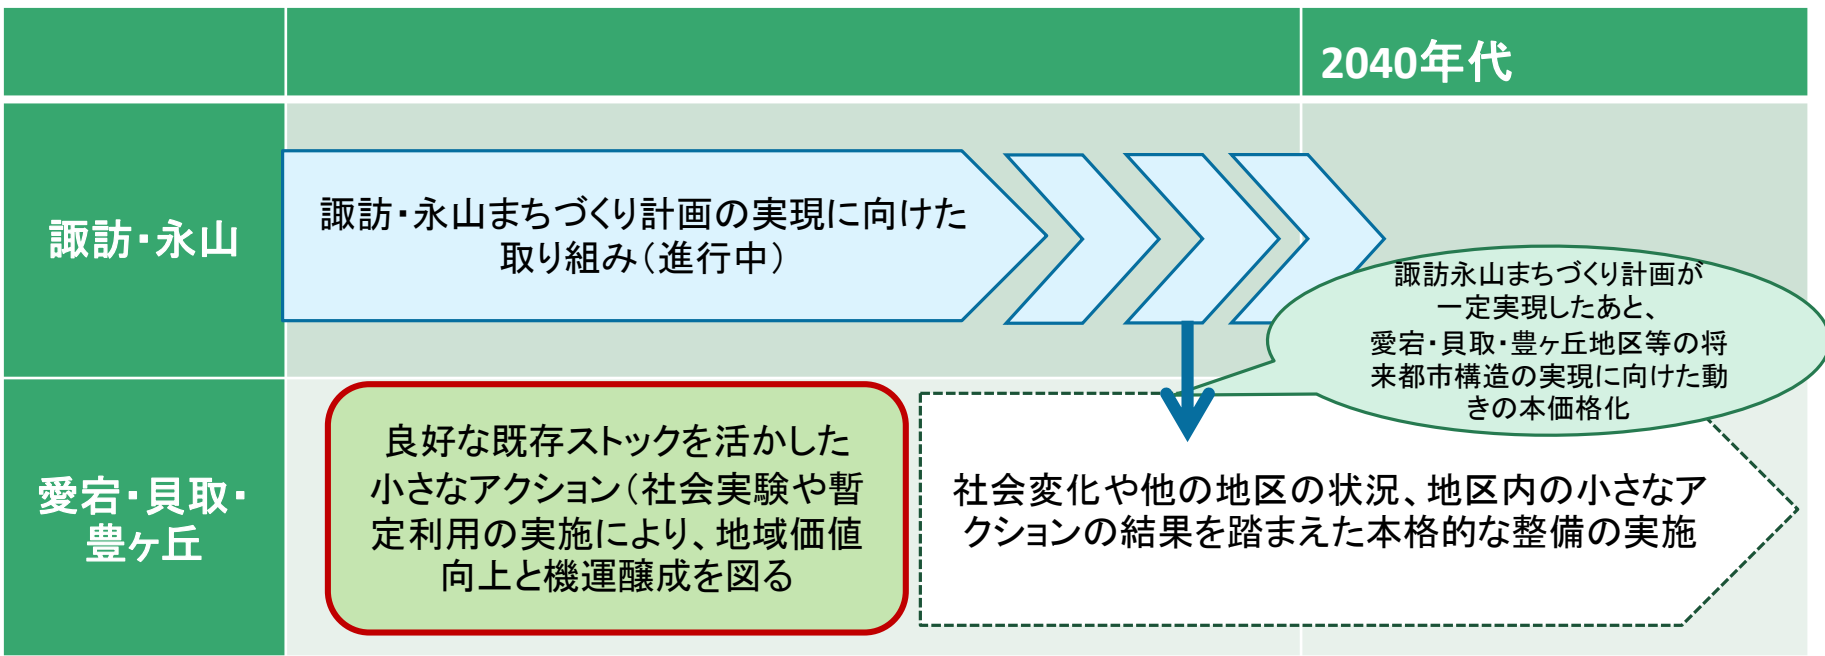 2040年代
諏訪・永山
諏訪・永山まちづくり計画の実現に向けた
取り組み(進行中)
諏訪永山まちづくり計画が
一定実現したあと、
愛宕・貝取・豊ヶ丘地区等の将
来都市構造の実現に向けた動
きの本価格化
愛宕・貝取・
豊ヶ丘
良好な既存ストックを活かした
小さなアクション(社会実験や暫
定利用の実施により、地域価値
向上と機運醸成を図る
社会変化や他の地区の状況、地区内の小さなア
クションの結果を踏まえた本格的な整備の実施